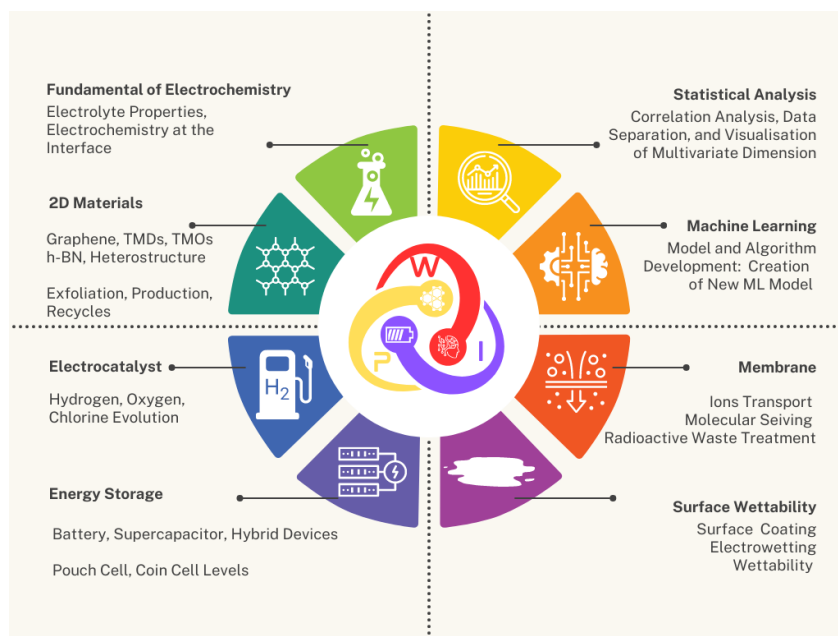 Fundamental of Electrochemistry
Electrolyte Properties,
Electrochemistry at the
Interface
Statistical Analysis
Correlation Analysis, Data
Separation, and Visualisation
of Multivariate Dimension
2D Materials
Graphene, TMDs, TMOs
h-BN, Heterostructure
Exfoliation, Production,
Recycles
Machine Learning
Model and Algorithm
Development: Creation
of New ML Model
W
P
I
Electrocatalyst
Hydrogen, Oxygen,
Chlorine Evolution
H2
Membrane
Ions Transport
Molecular Seiving
Radioactive Waste Treatment
Energy Storage
Battery, Supercapacitor, Hybrid Devices
Pouch Cell, Coin Cell Levels
Surface Wettability
Surface Coating
Electrowetting
Wettability